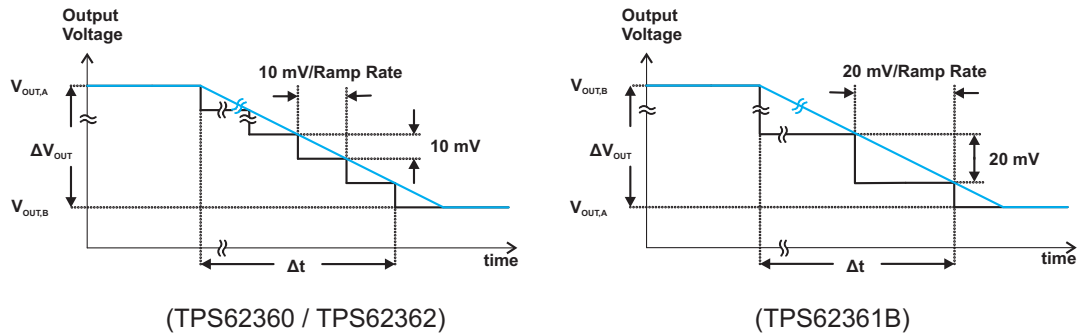 Output
Voltage
10 mV/Ramp Rate
V_OUT,A
10 mV
ΔV_OUT
V_OUT,B
time
Δt
(TPS62360 / TPS62362)
Output
Voltage
20 mV/Ramp Rate
V_OUT,B
20 mV
ΔV_OUT
V_OUT,A
time
Δt
(TPS62361B)